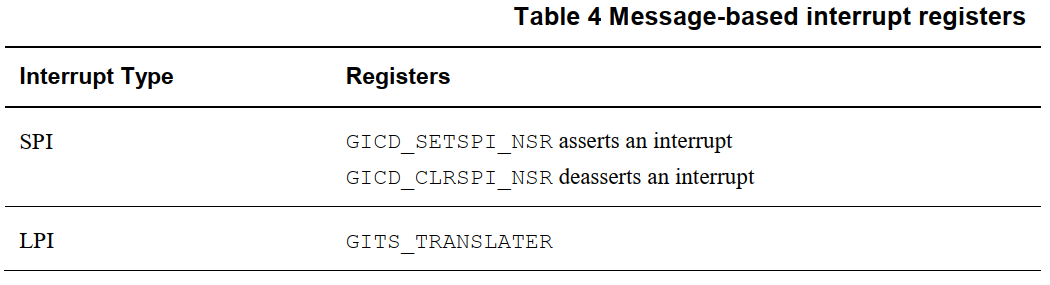 Table 4 Message-based interrupt registers
Interrupt Type Registers
SPI GICD_SETSPI_NSR asserts an interrupt
GICD_CLRSPI_NSR deasserts an interrupt
LPI GITS_TRANSLATER